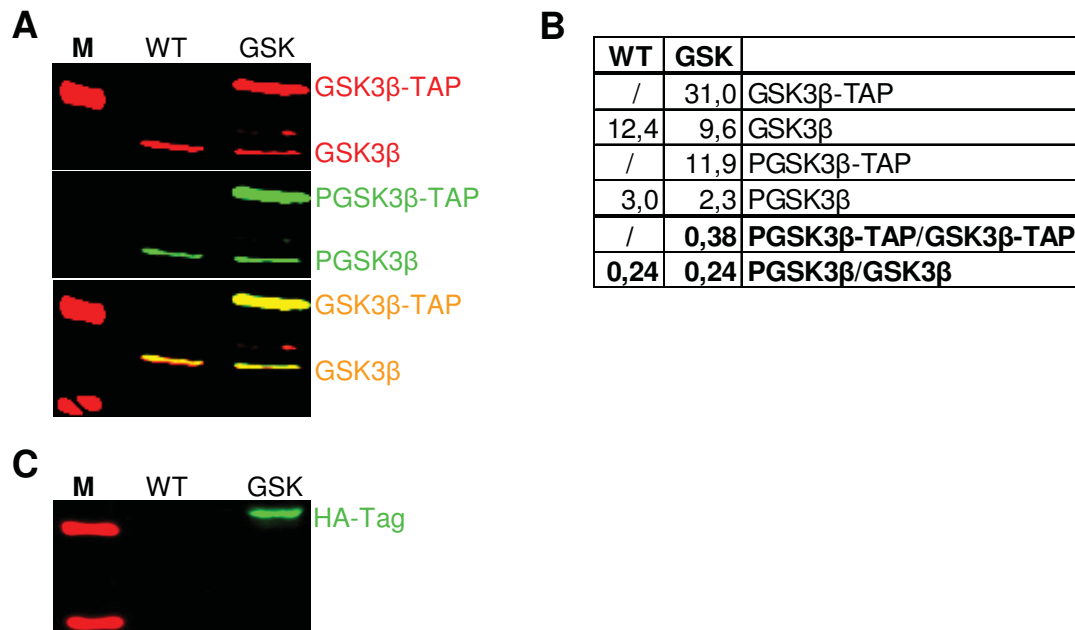 A
M WT GSK
GSK3β-TAP
GSK3β
PGSK3β-TAP
PGSK3β
GSK3β-TAP
GSK3β
B
WT GSK
/ 31,0 GSK3β-TAP
12,4 9,6 GSK3β
/ 11,9 PGSK3β-TAP
3,0 2,3 PGSK3β
/ 0,38 PGSK3β-TAP/GSK3β-TAP
0,24 0,24 PGSK3β/GSK3β
C
M WT GSK
HA-Tag